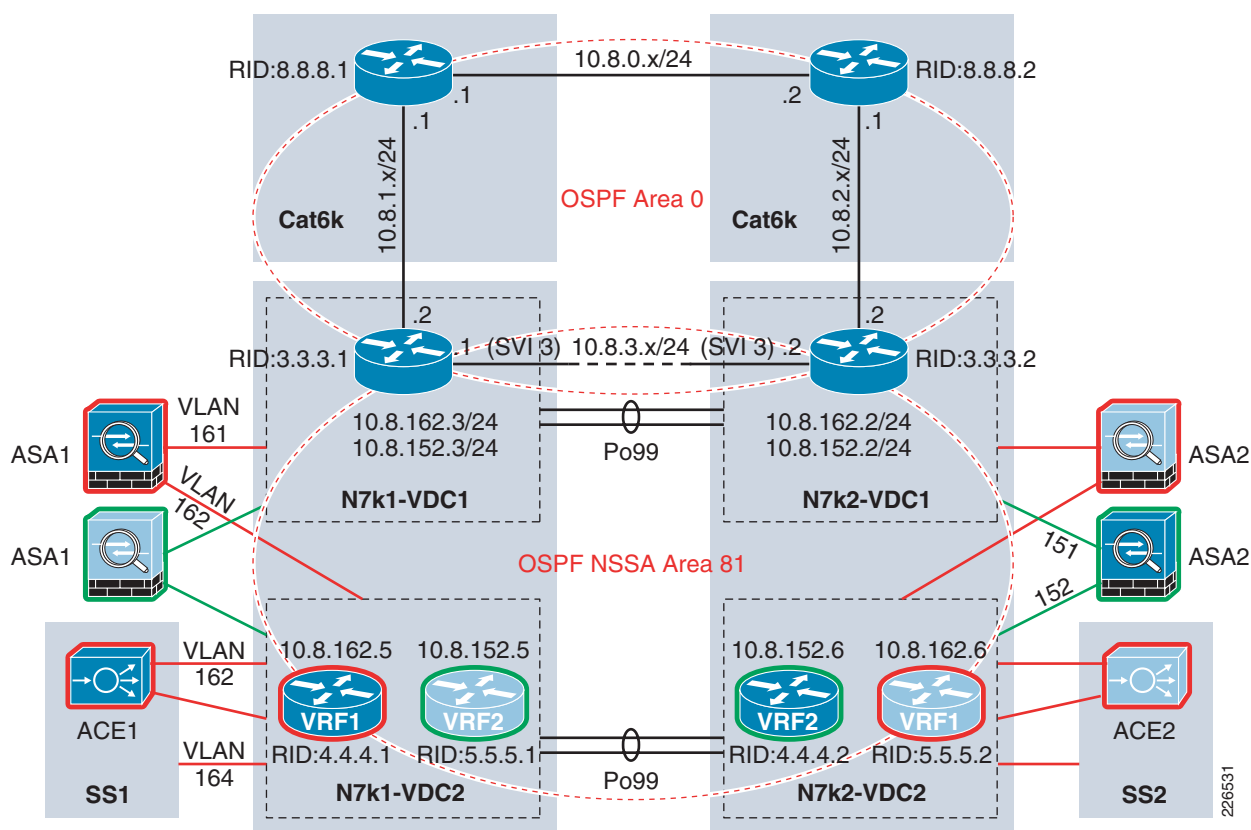 10.8.0.x/24
RID:8.8.8.1
RID:8.8.8.2
.1
.2
.1
.1
10.8.1.x/24
10.8.2.x/24
OSPF Area 0
Cat6k
Cat6k
.2
.2
RID:3.3.3.1
.1 (SVI 3) 10.8.3.x/24 (SVI 3) .2
RID:3.3.3.2
VLAN
161
10.8.162.3/24
10.8.152.3/24
10.8.162.2/24
10.8.152.2/24
ASA1
Po99
ASA2
VLAN
162
N7k1-VDC1
N7k2-VDC1
ASA1
OSPF NSSA Area 81
151
ASA2
152
10.8.162.5
10.8.152.5
10.8.152.6
10.8.162.6
VLAN
162
VRF1
VRF2
VRF2
VRF1
ACE1
ACE2
RID:4.4.4.1
RID:5.5.5.1
RID:4.4.4.2
RID:5.5.5.2
VLAN
164
Po99
SS1
N7k1-VDC2
N7k2-VDC2
SS2
226531